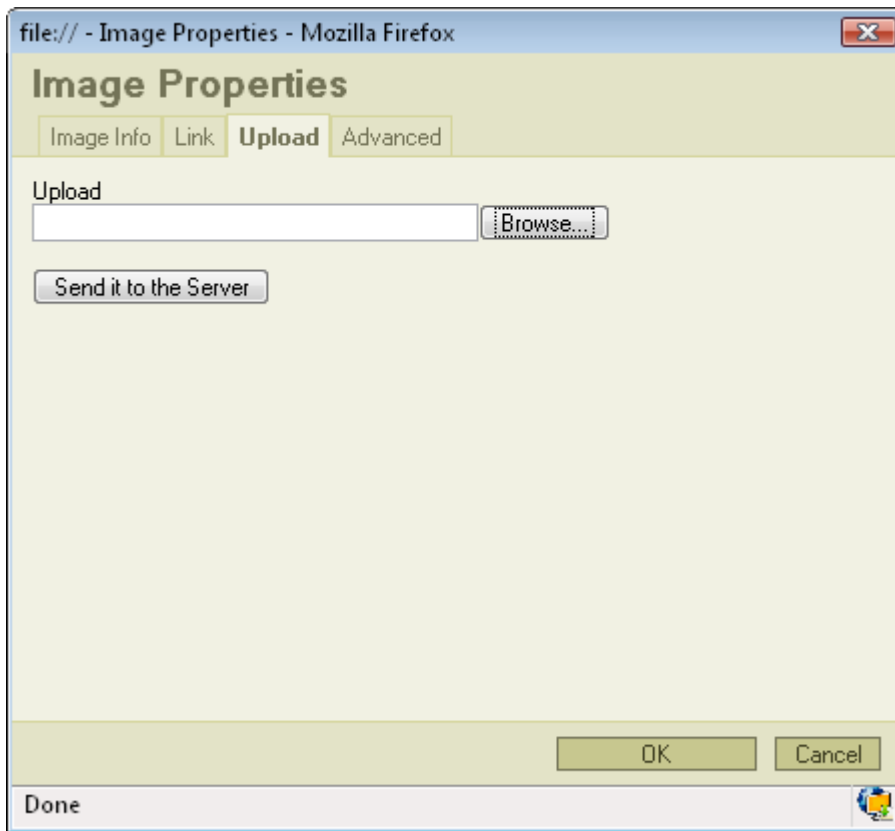 file:// - Image Properties - Mozilla Firefox
Image Properties
Image Info Link Upload Advanced
Upload
Browse...
Send it to the Server
OK Cancel
Done